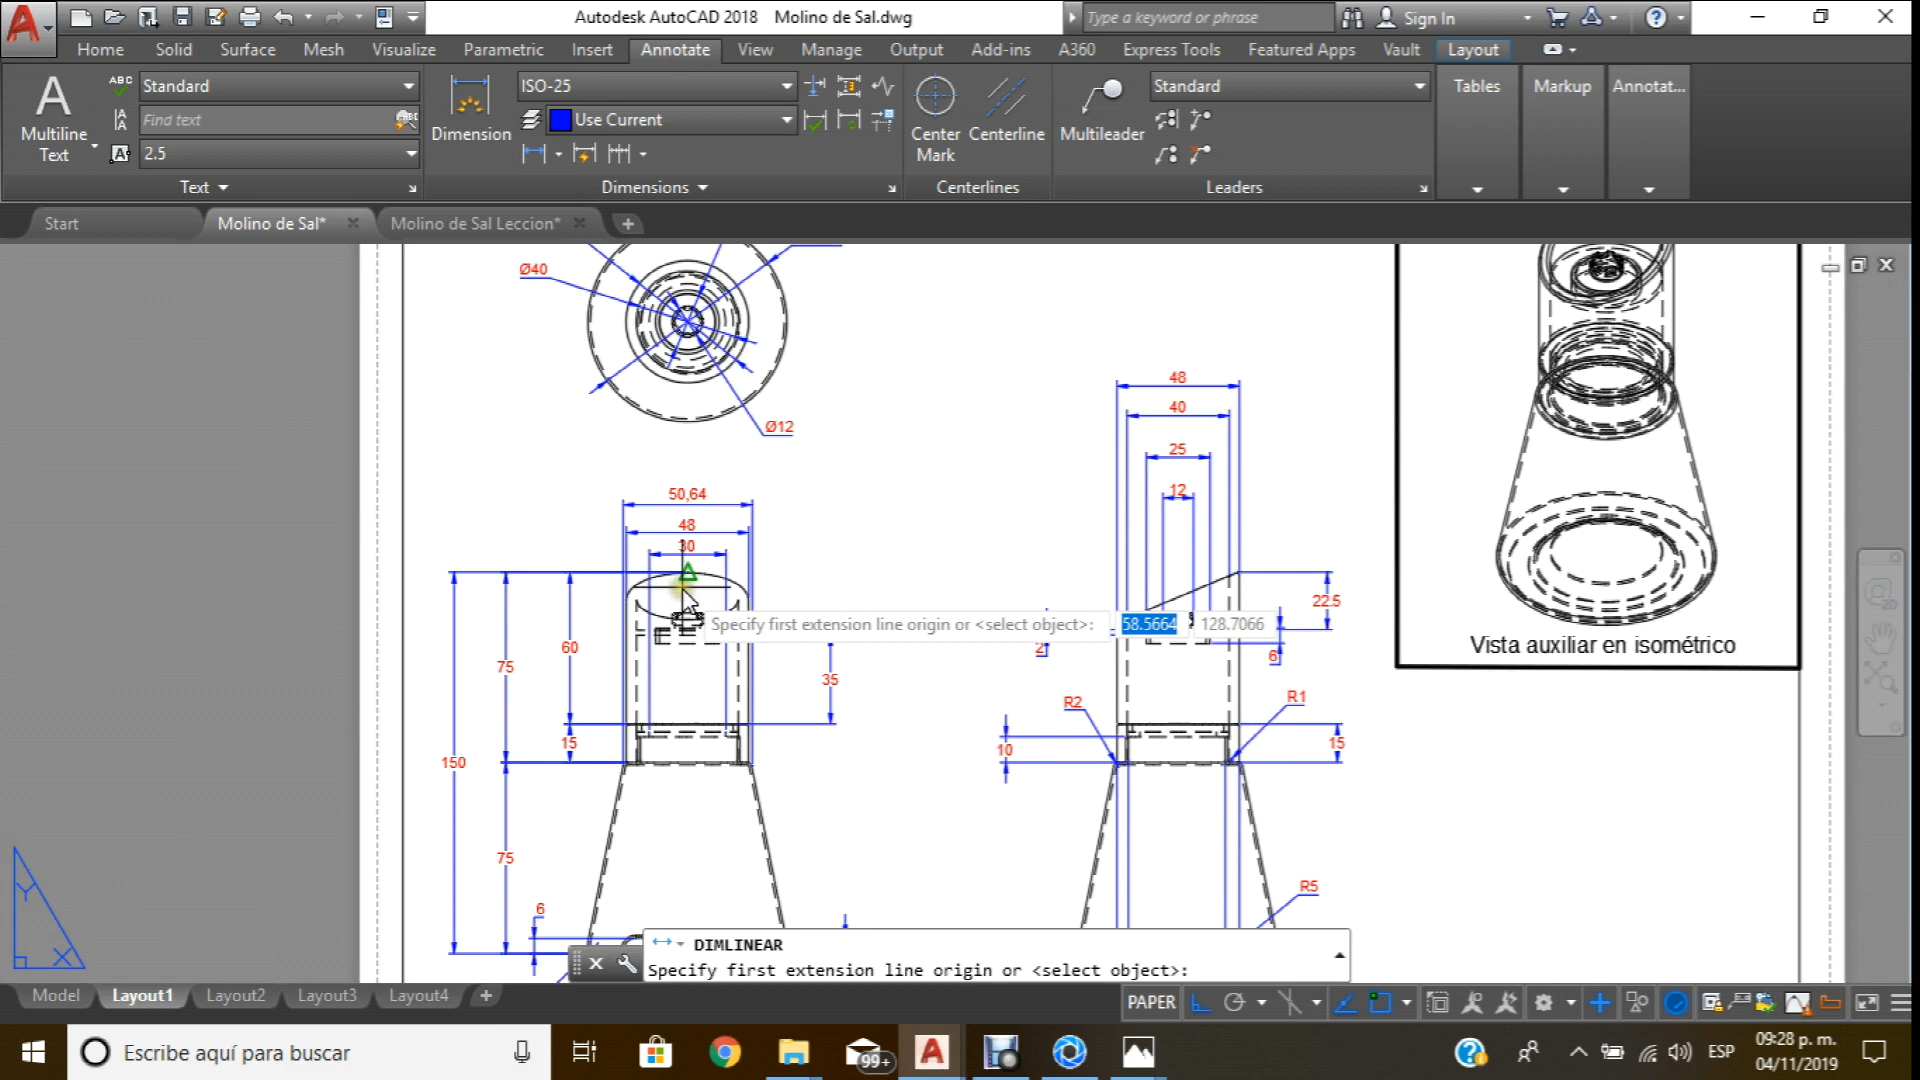 Autodesk AutoCAD 2018 Molino de Sal.dwg
Type a keyword or phrase
Sign In
Home Solid Surface Mesh Visualize Parametric Insert Annotate View Manage Output Add-ins A360 Express Tools Featured Apps Vault Layout
A
Multiline
Text
ABC Standard
Find text
2.5
Text
Dimension
ISO-25
Use Current
Dimensions
Center
Mark
Centerline
Centerlines
Multileader
Standard
Leaders
Tables
Markup
Annotat...
Start
Molino de Sal*
Molino de Sal Leccion*
Ø40
Ø12
50,64
48
30
60
75
15
150
75
6
35
48
40
25
12
22.5
2
6
R2
R1
10
15
R5
Specify first extension line origin or <select object>: 58.5664 128.7066
Vista auxiliar en isométrico
Y
X
DIMLINEAR
Specify first extension line origin or <select object>:
Model Layout1 Layout2 Layout3 Layout4
PAPER
Escribe aquí para buscar
99+
ESP
09:28 p. m.
04/11/2019